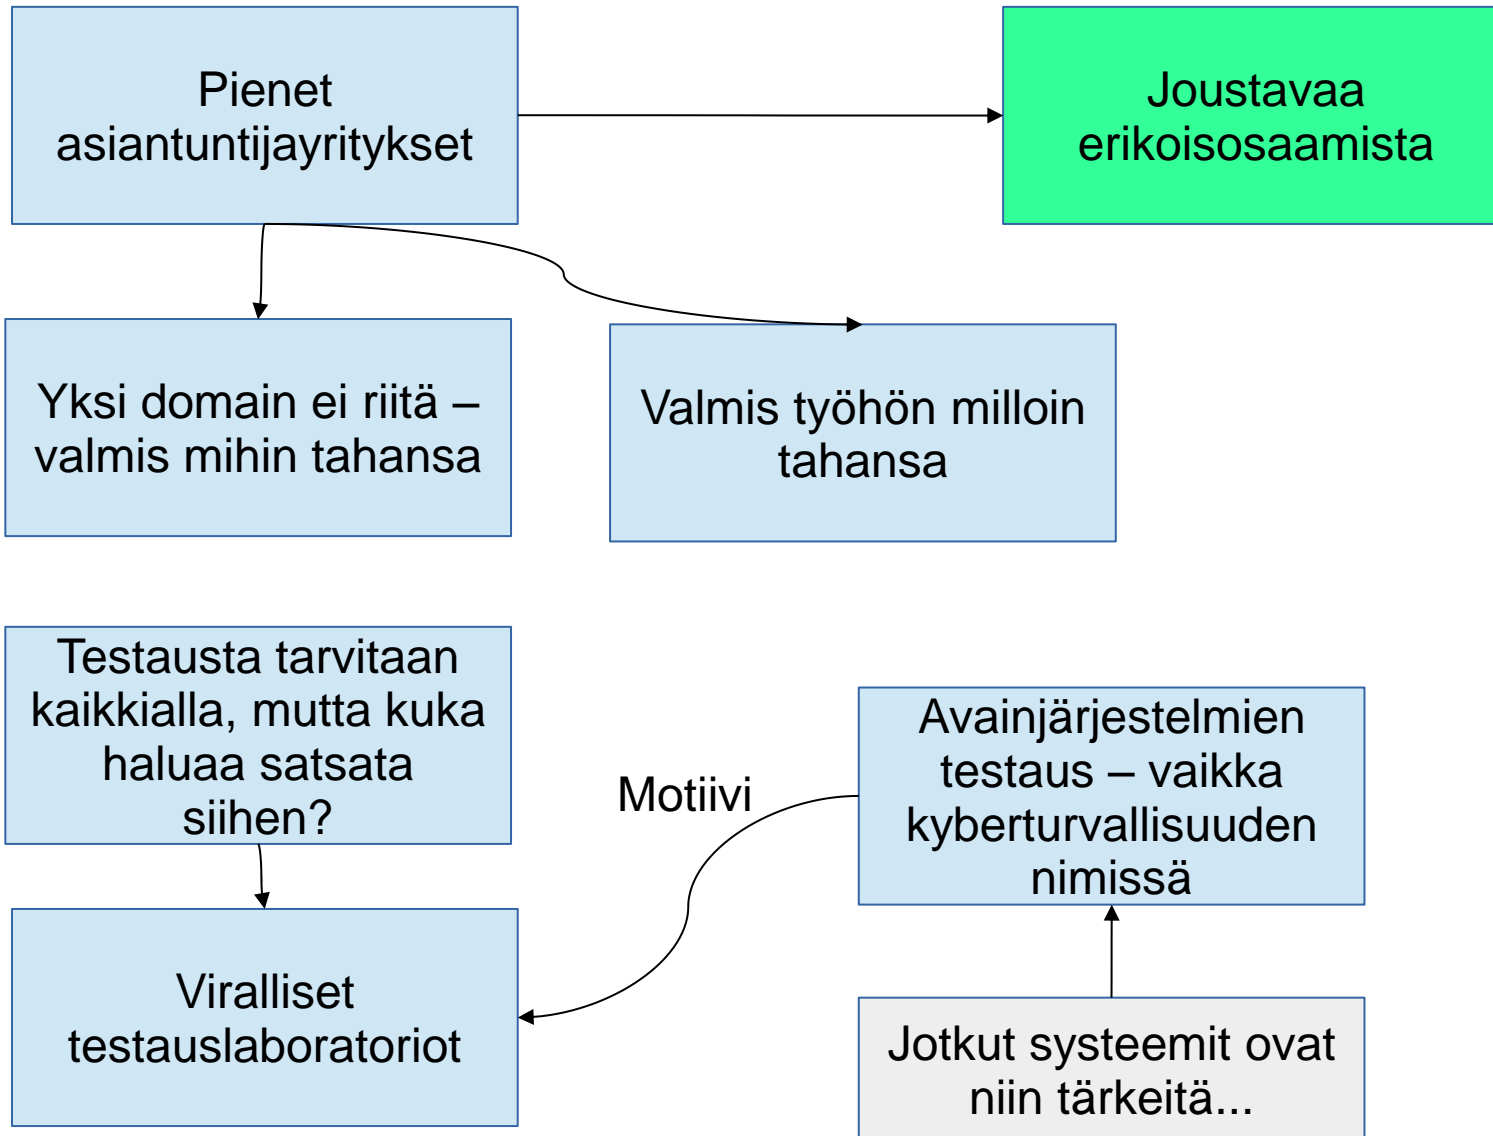 Pienet
asiantuntijayritykset
Joustavaa
erikoisosaamista
Yksi domain ei riitä –
valmis mihin tahansa
Valmis työhön milloin
tahansa
Testausta tarvitaan
kaikkialla, mutta kuka
haluaa satsata
siihen?
Motiivi
Avainjärjestelmien
testaus – vaikka
kyberturvallisuuden
nimissä
Viralliset
testauslaboratoriot
Jotkut systeemit ovat
niin tärkeitä...